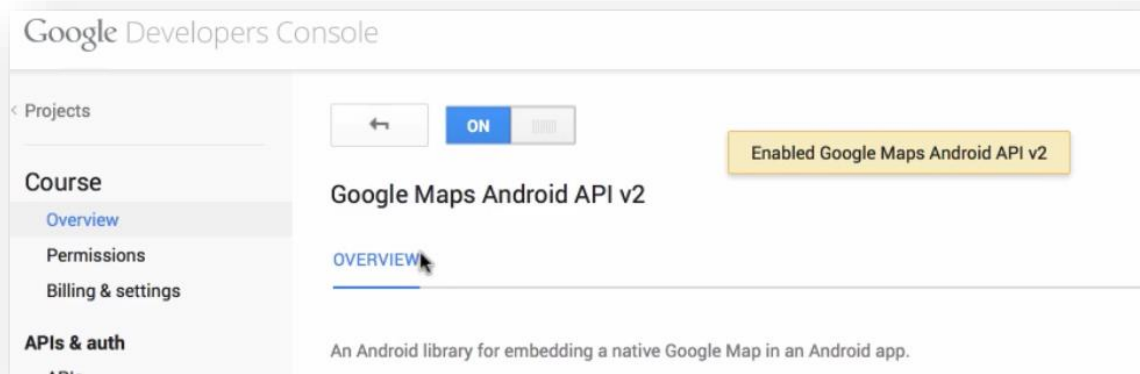 Google Developers Console
< Projects
ON
Enabled Google Maps Android API v2
Course
Google Maps Android API v2
Overview
Permissions
OVERVIEW
Billing & settings
APIs & auth
An Android library for embedding a native Google Map in an Android app.
APIs